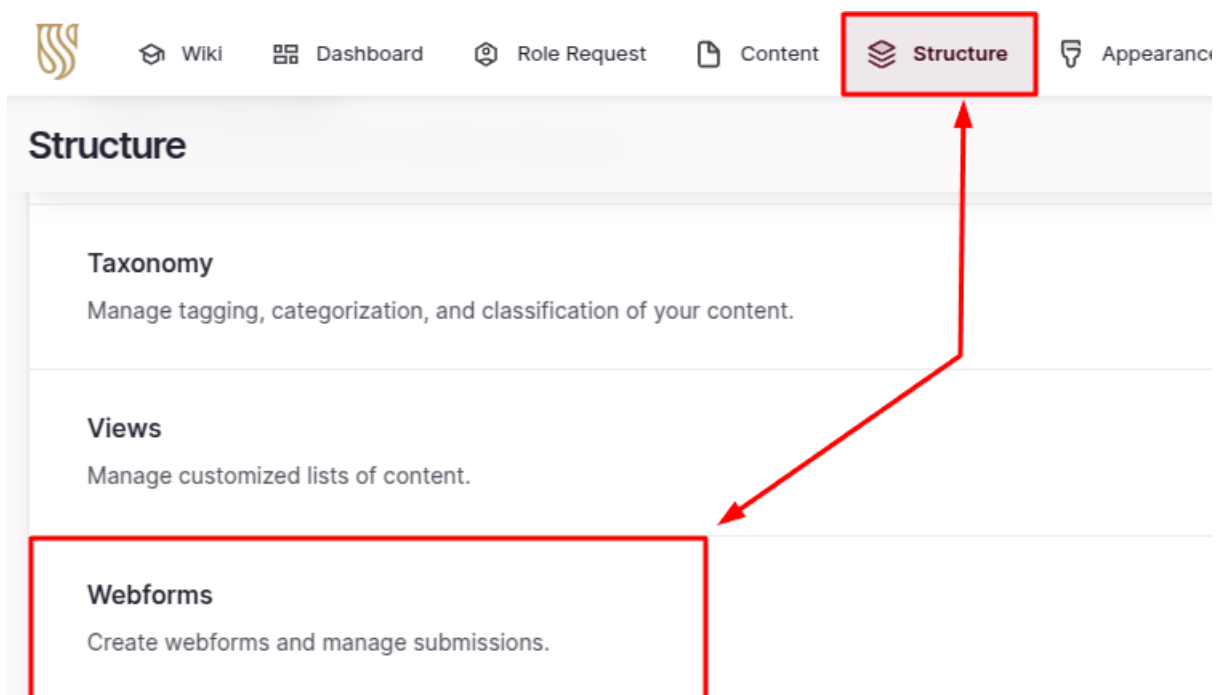 Wiki Dashboard Role Request Content Structure Appearance
Structure
Taxonomy
Manage tagging, categorization, and classification of your content.
Views
Manage customized lists of content.
Webforms
Create webforms and manage submissions.